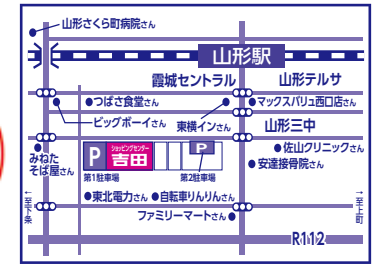 山形さくら町病院さん
山形駅
霞城セントラル
山形テルサ
つばさ食堂さん
マックスバリュ西口店さん
ビッグボーイさん
東横インさん
山形三中
佐山クリニックさん
みねた
そば屋さん
P
ショッピングセンター
吉田
P
安達接骨院さん
第1駐車場
第2駐車場
←至下条
東北電力さん
自転車りんりんさん
→至上町
ファミリーマートさん
R112